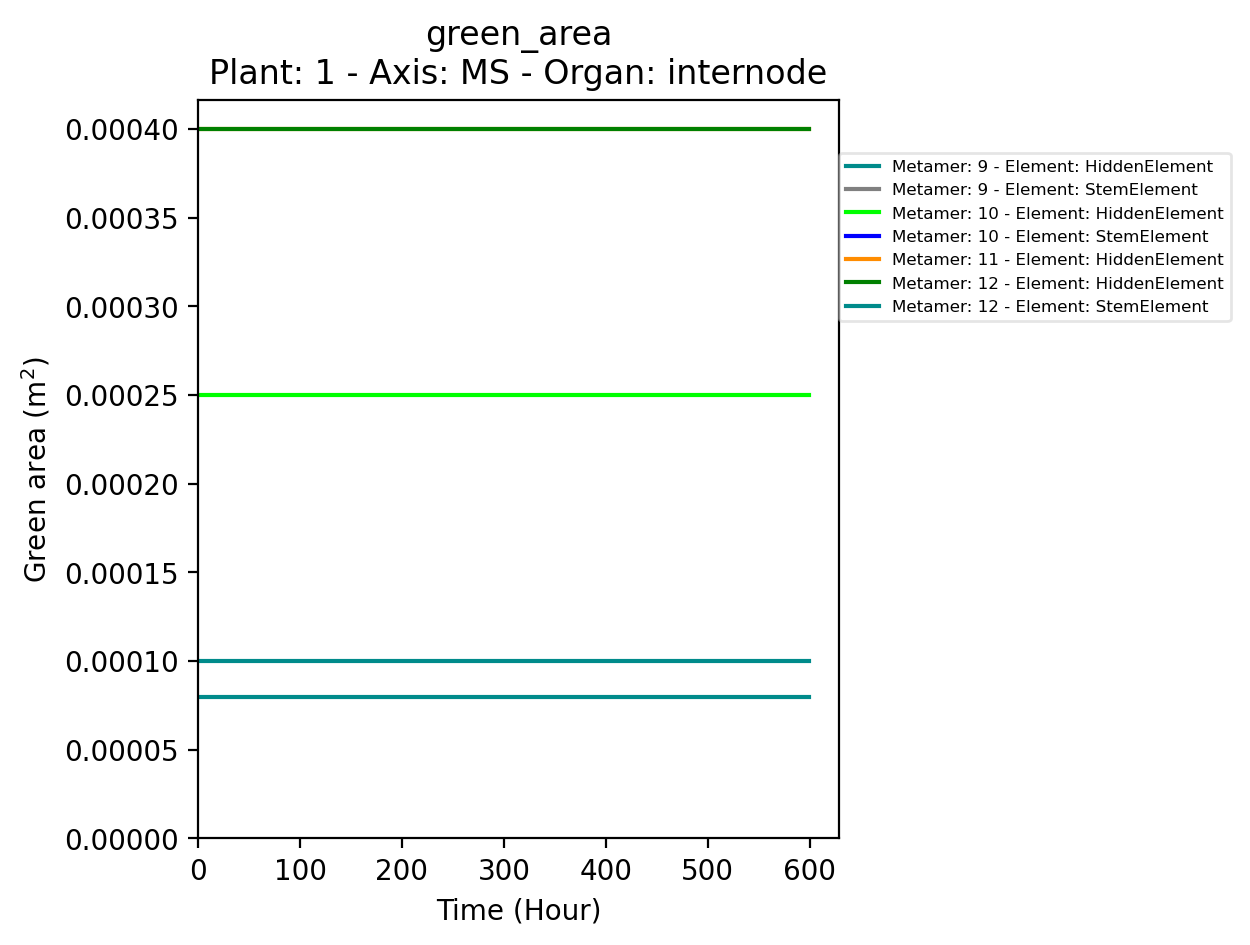 green_area
Plant: 1 - Axis: MS - Organ: internode
0.00040
0.00035
0.00030
0.00025
0.00020
0.00015
0.00010
0.00005
0.00000
Green area (m²)
0 100 200 300 400 500 600
Time (Hour)
Metamer: 9 - Element: HiddenElement
Metamer: 9 - Element: StemElement
Metamer: 10 - Element: HiddenElement
Metamer: 10 - Element: StemElement
Metamer: 11 - Element: HiddenElement
Metamer: 12 - Element: HiddenElement
Metamer: 12 - Element: StemElement